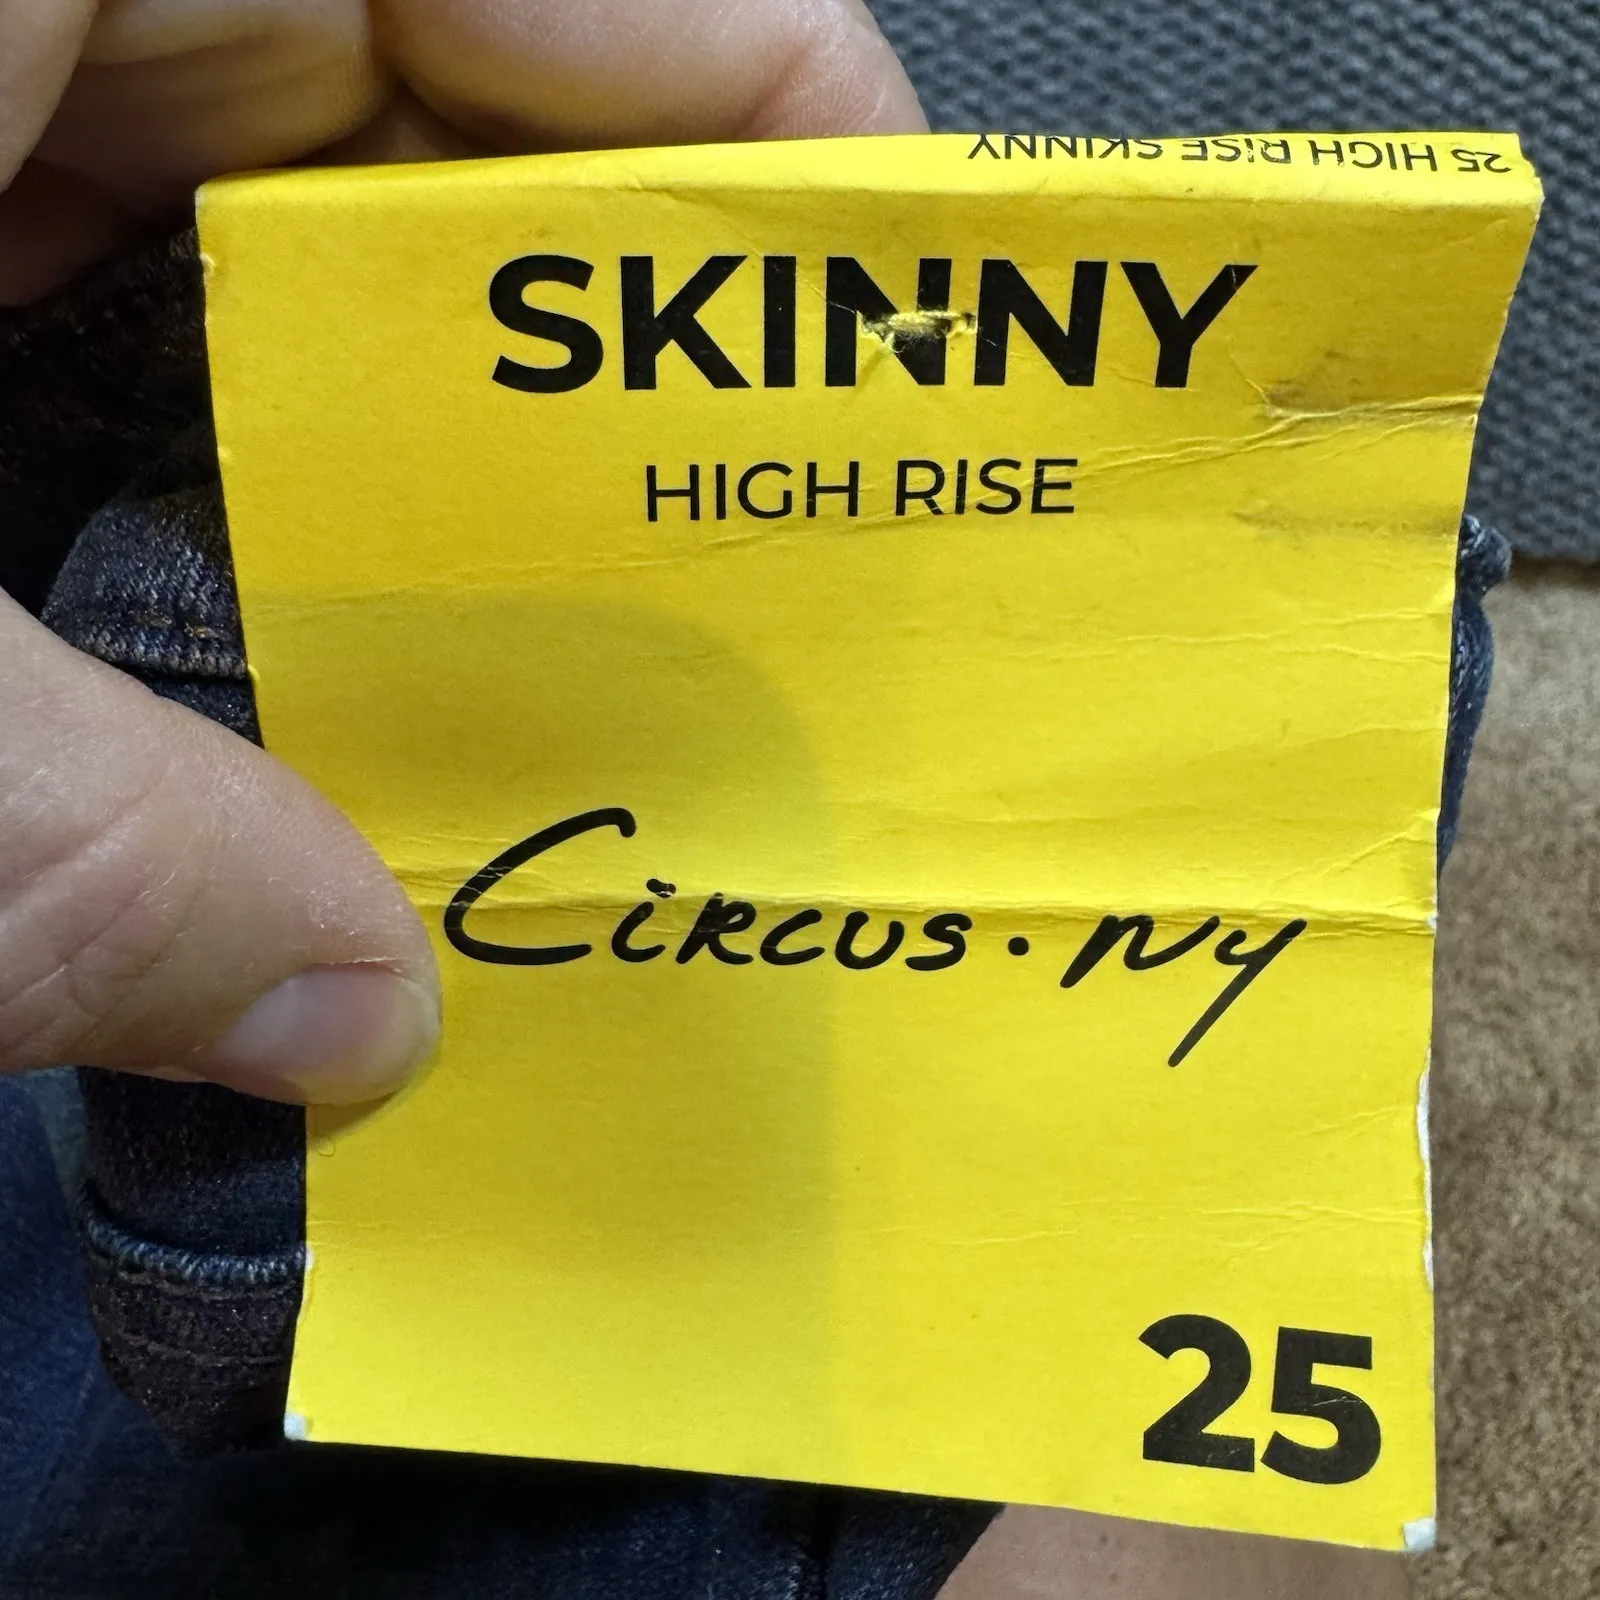 25 HIGH RISE SKINNY
SKINNY
HIGH RISE
Circus · NY
25